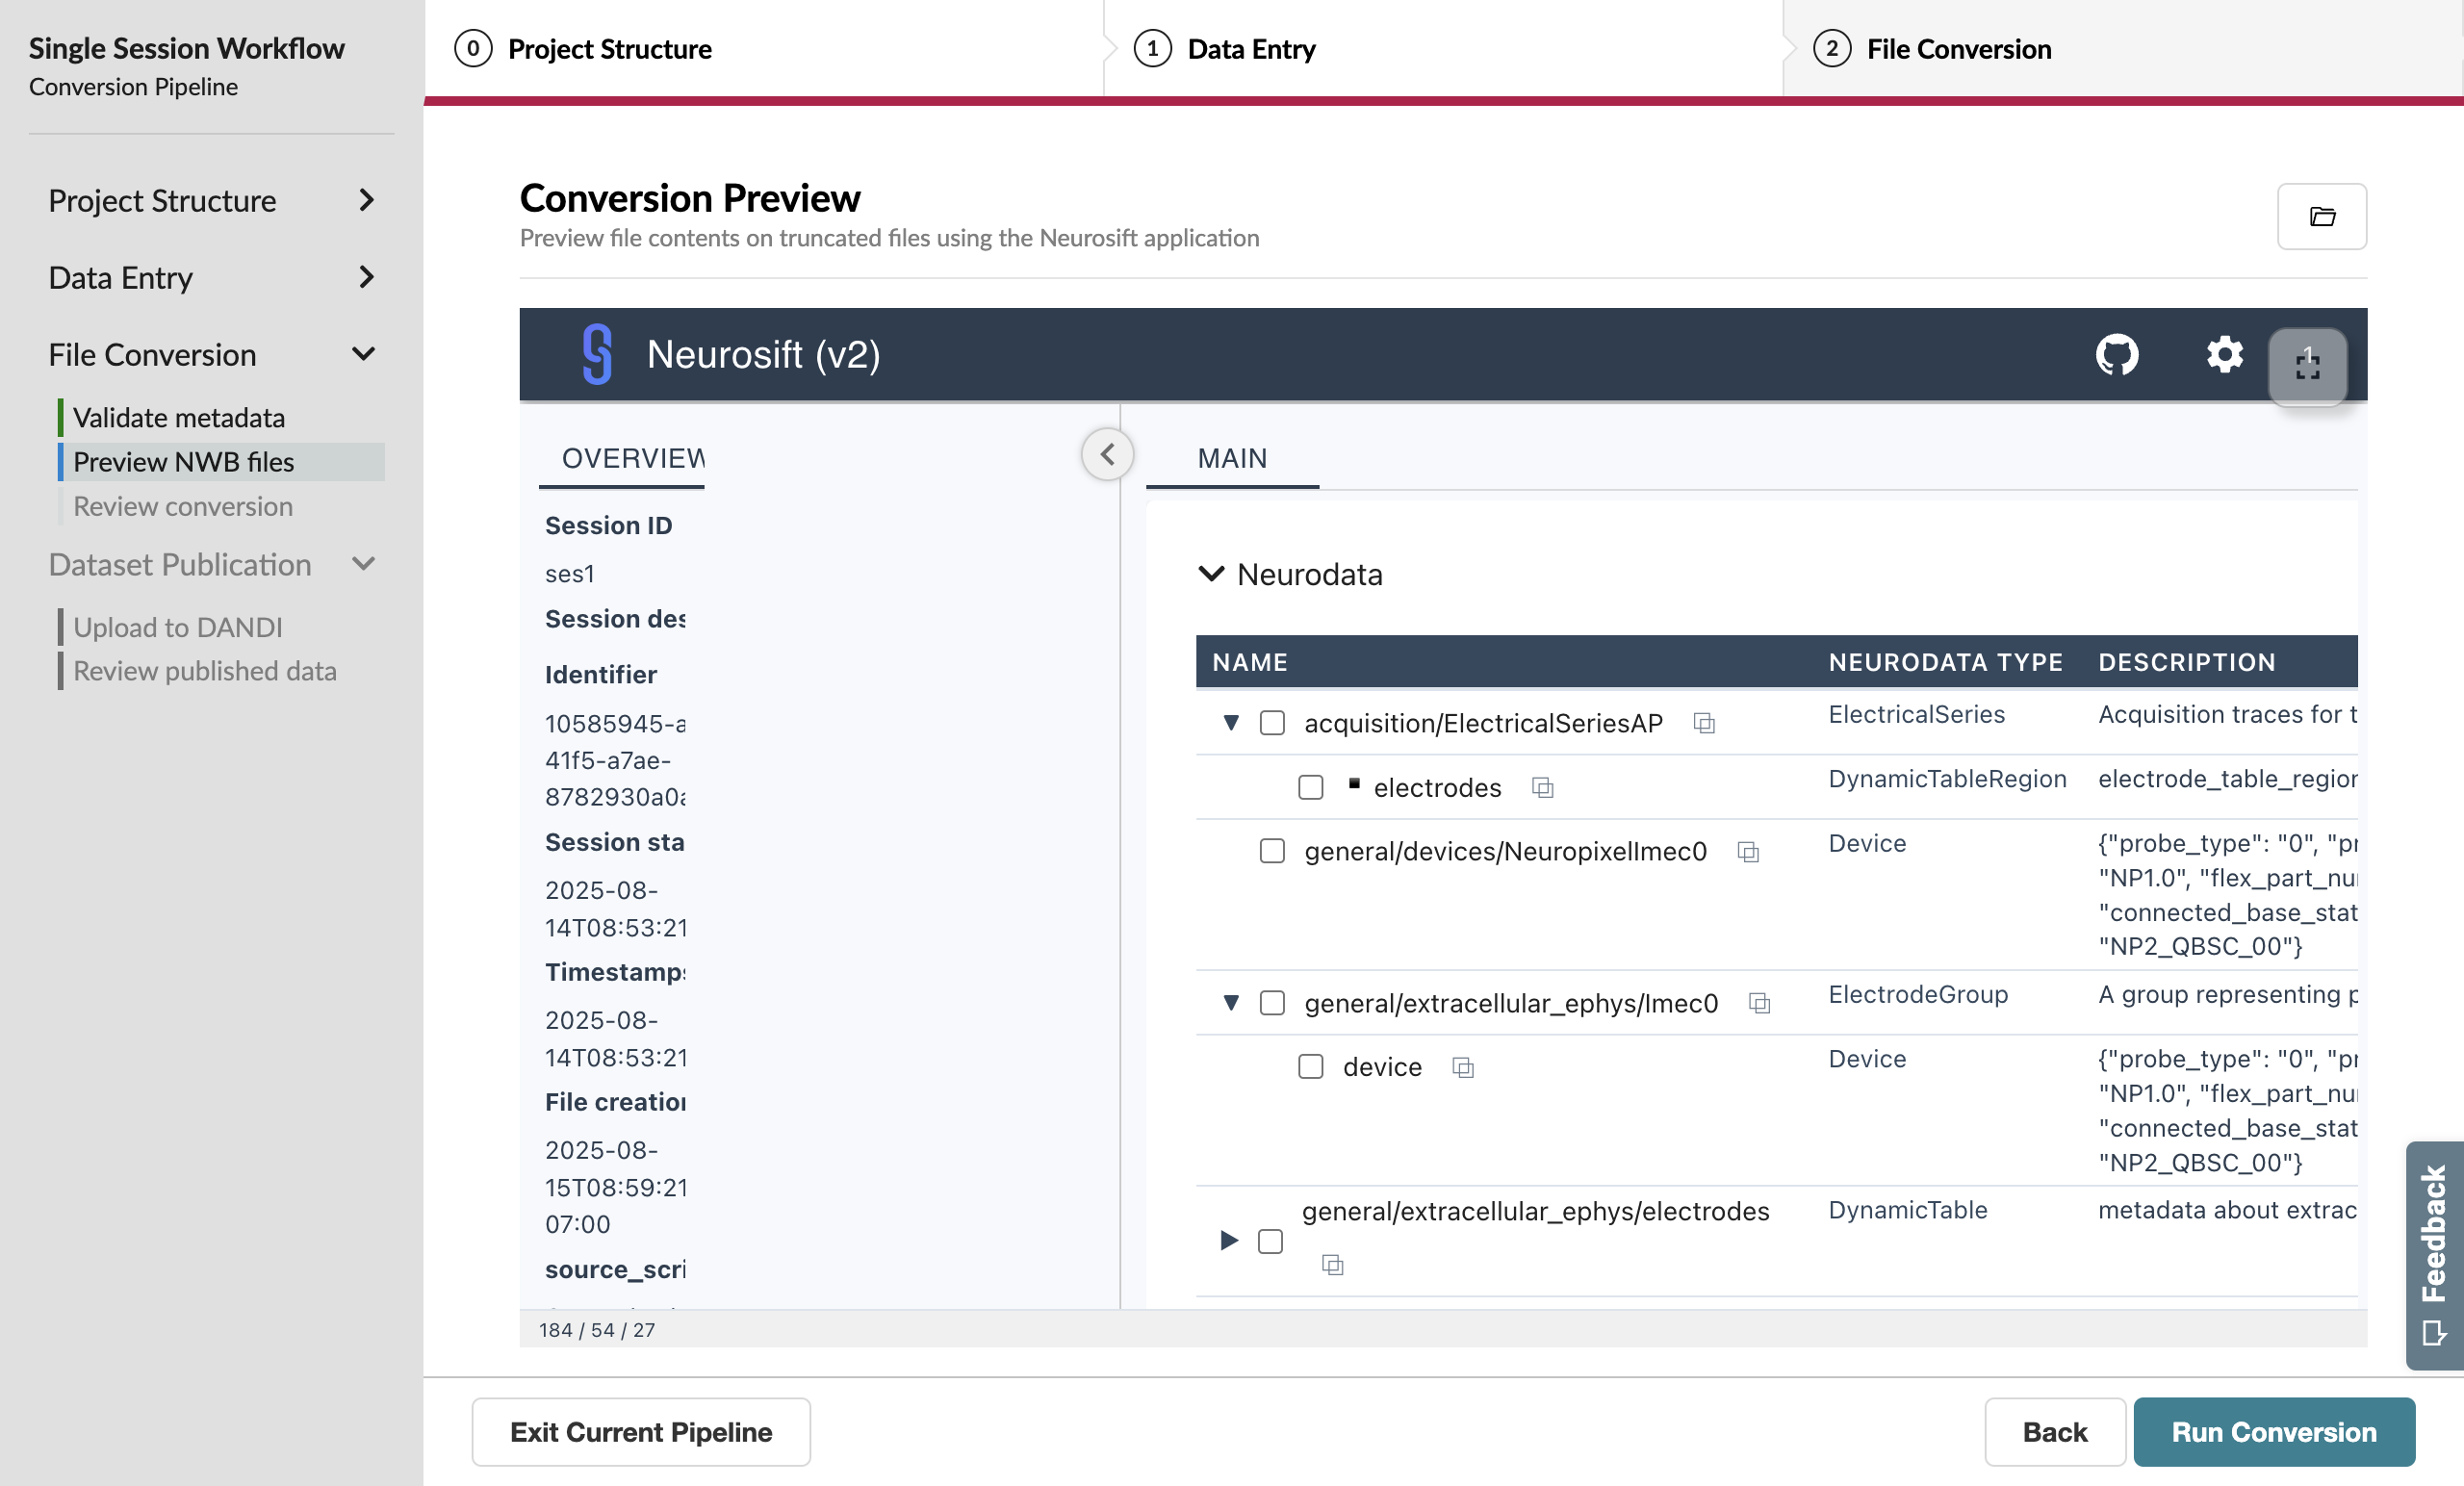 Single Session Workflow
Conversion Pipeline
Project Structure
Data Entry
File Conversion
Validate metadata
Preview NWB files
Review conversion
Dataset Publication
Upload to DANDI
Review published data
0 Project Structure
1 Data Entry
2 File Conversion
Conversion Preview
Preview file contents on truncated files using the Neurosift application
Neurosift (v2)
1
OVERVIEW
Session ID
ses1
Session des
Identifier
10585945-a
41f5-a7ae-
8782930a0a
Session sta
2025-08-
14T08:53:21
Timestamps
2025-08-
14T08:53:21
File creation
2025-08-
15T08:59:21
07:00
source_scri
184 / 54 / 27
MAIN
Neurodata
NAME NEURODATA TYPE DESCRIPTION
acquisition/ElectricalSeriesAP ElectricalSeries Acquisition traces for t
electrodes DynamicTableRegion electrode_table_region
general/devices/NeuropixelImec0 Device {"probe_type": "0", "pr
"NP1.0", "flex_part_nu
"connected_base_stat
"NP2_QBSC_00"}
general/extracellular_ephys/Imec0 ElectrodeGroup A group representing p
device Device {"probe_type": "0", "pr
"NP1.0", "flex_part_nu
"connected_base_stat
"NP2_QBSC_00"}
general/extracellular_ephys/electrodes DynamicTable metadata about extrac
Feedback
Exit Current Pipeline
Back
Run Conversion